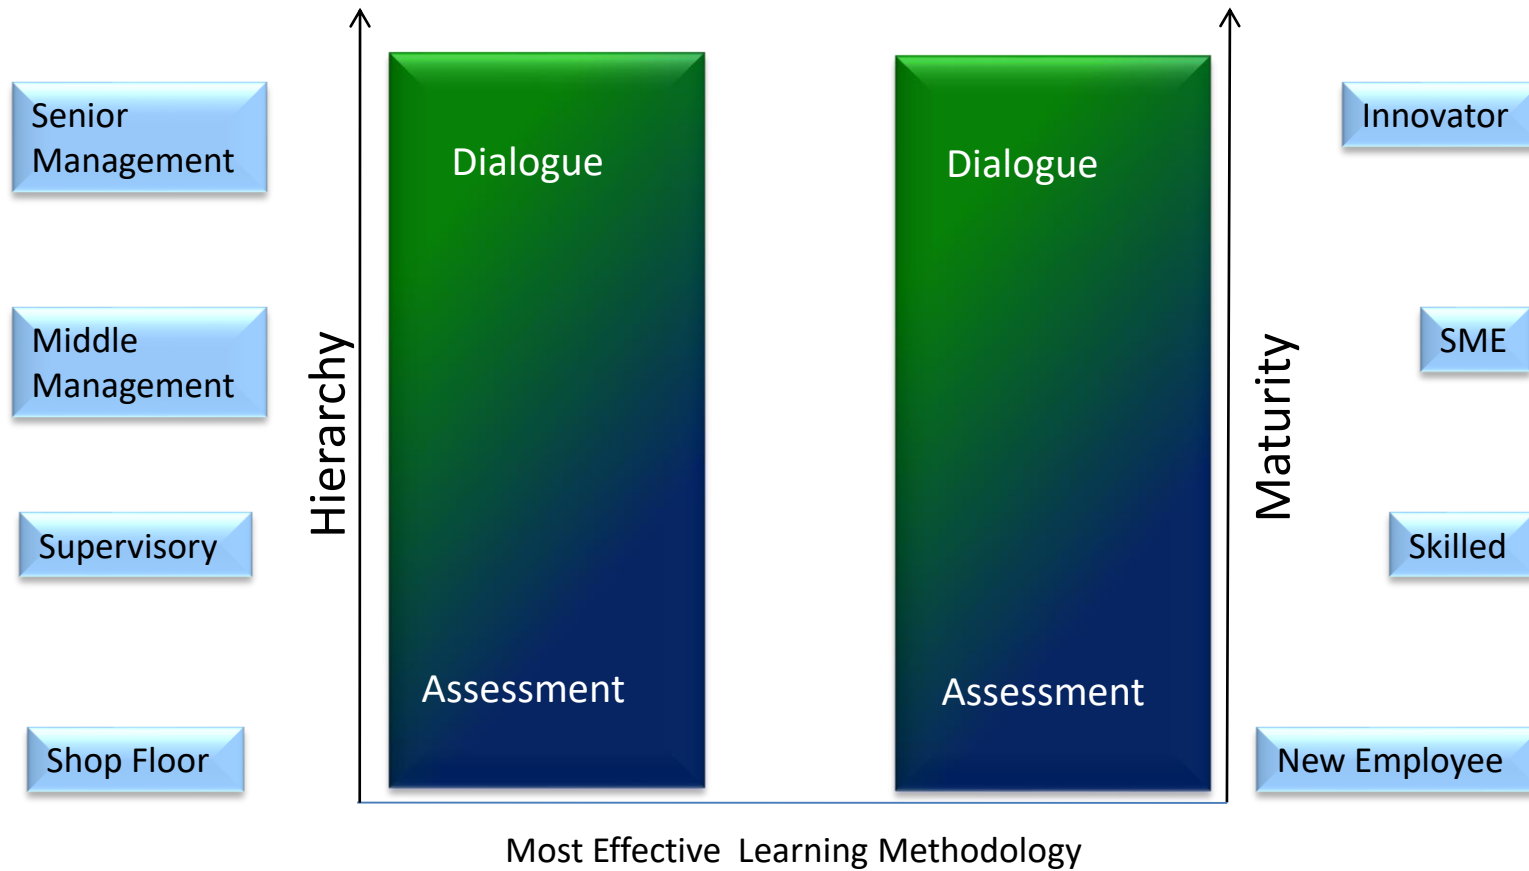 Senior
Management
Dialogue
Dialogue
Innovator
Middle
Management
Hierarchy
Maturity
SME
Supervisory
Skilled
Assessment
Assessment
Shop Floor
New Employee
Most Effective  Learning Methodology